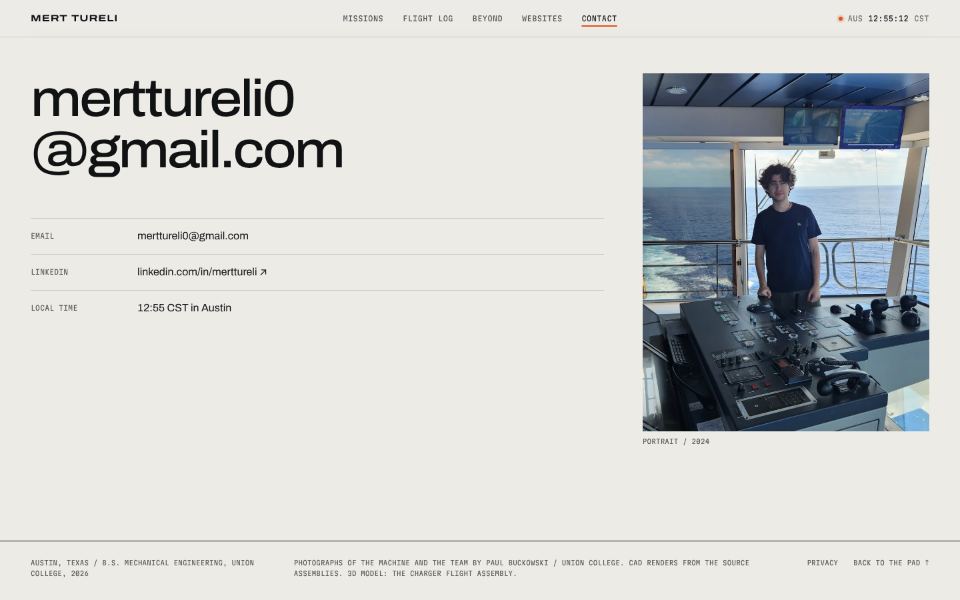 MERT TURELI
MISSIONS FLIGHT LOG BEYOND WEBSITES CONTACT
AUS 12:55:12 CST
merttureli0
@gmail.com
EMAIL merttureli0@gmail.com
LINKEDIN linkedin.com/in/merttureli ↗
LOCAL TIME 12:55 CST in Austin
PORTRAIT / 2024
AUSTIN, TEXAS / B.S. MECHANICAL ENGINEERING, UNION
COLLEGE, 2026
PHOTOGRAPHS OF THE MACHINE AND THE TEAM BY PAUL BUCKOWSKI / UNION COLLEGE. CAD RENDERS FROM THE SOURCE
ASSEMBLIES. 3D MODEL: THE CHARGER FLIGHT ASSEMBLY.
PRIVACY BACK TO THE PAD ↑